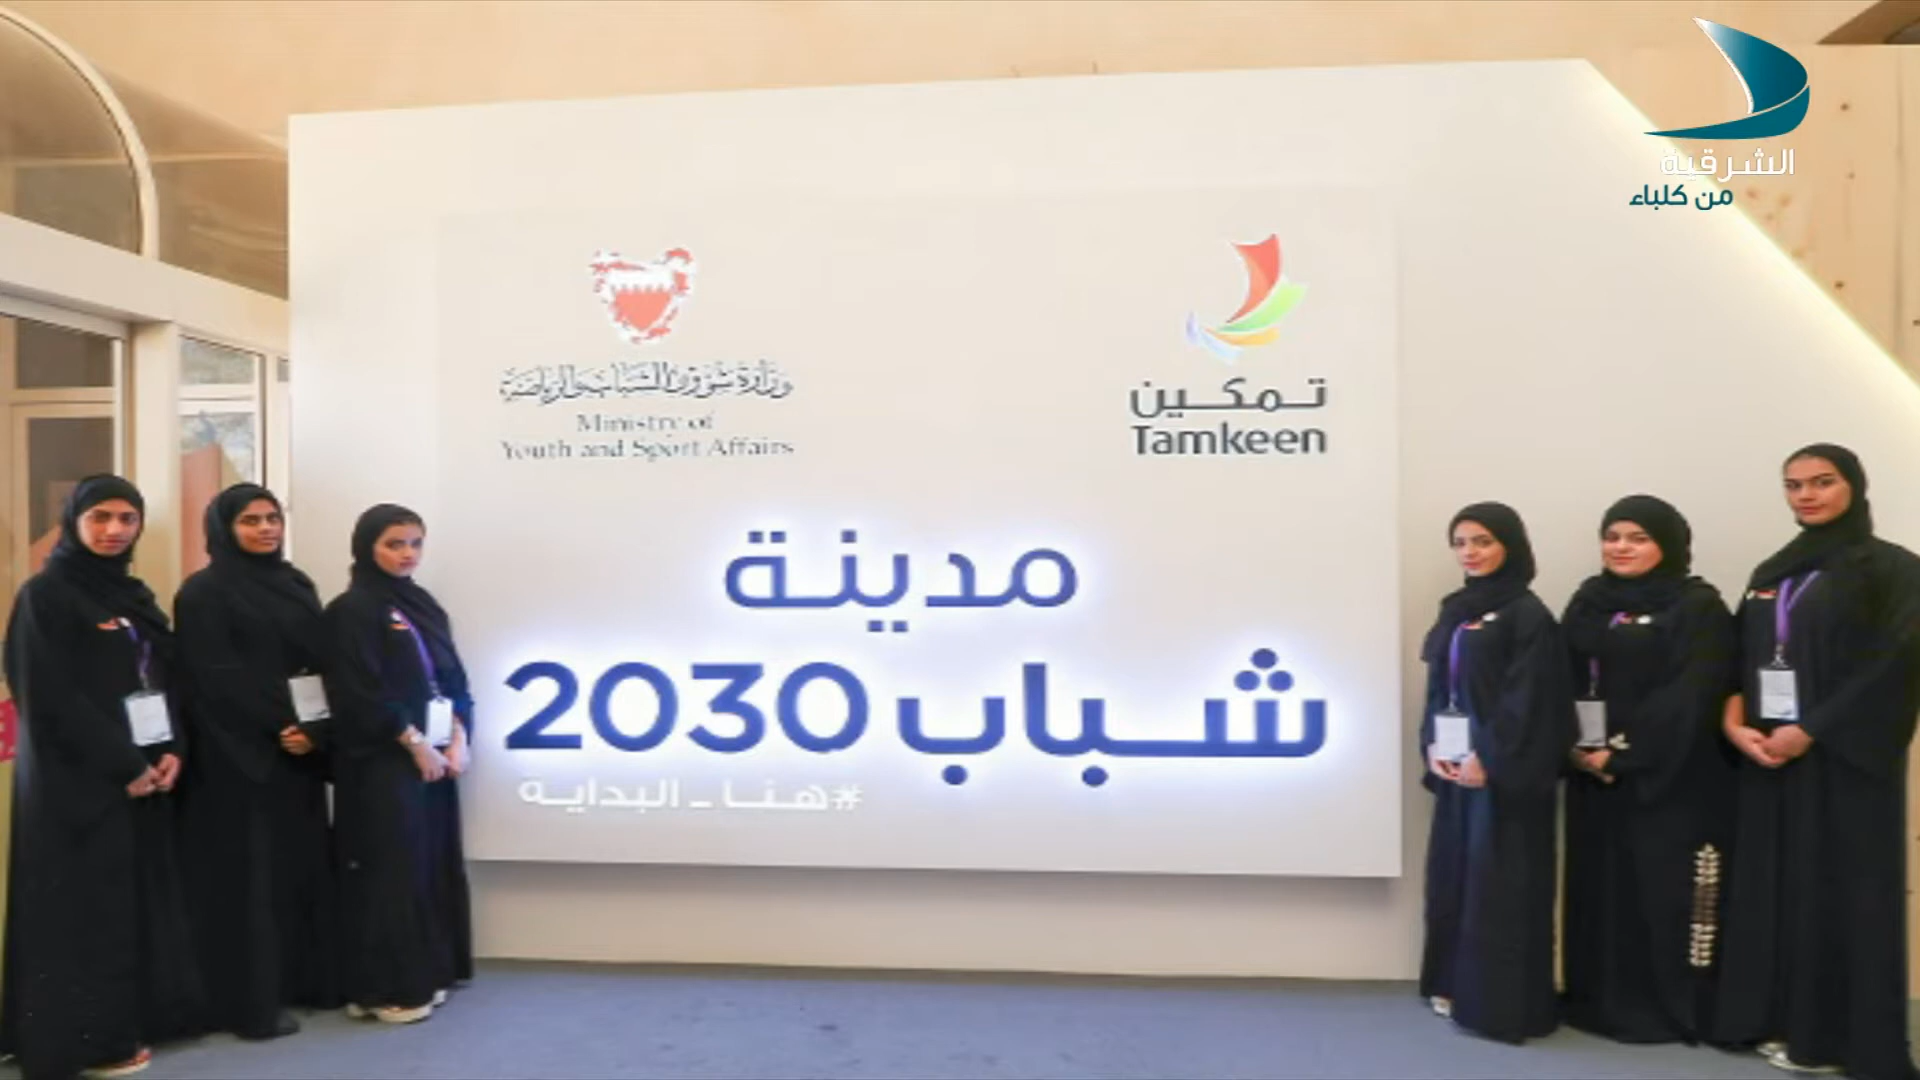 الشرقية
من كلباء
وزارة شؤون الشباب والرياضة
Ministry of
Youth and Sport Affairs
تمكين
Tamkeen
مدينة
شباب 2030
#هنا_البداية